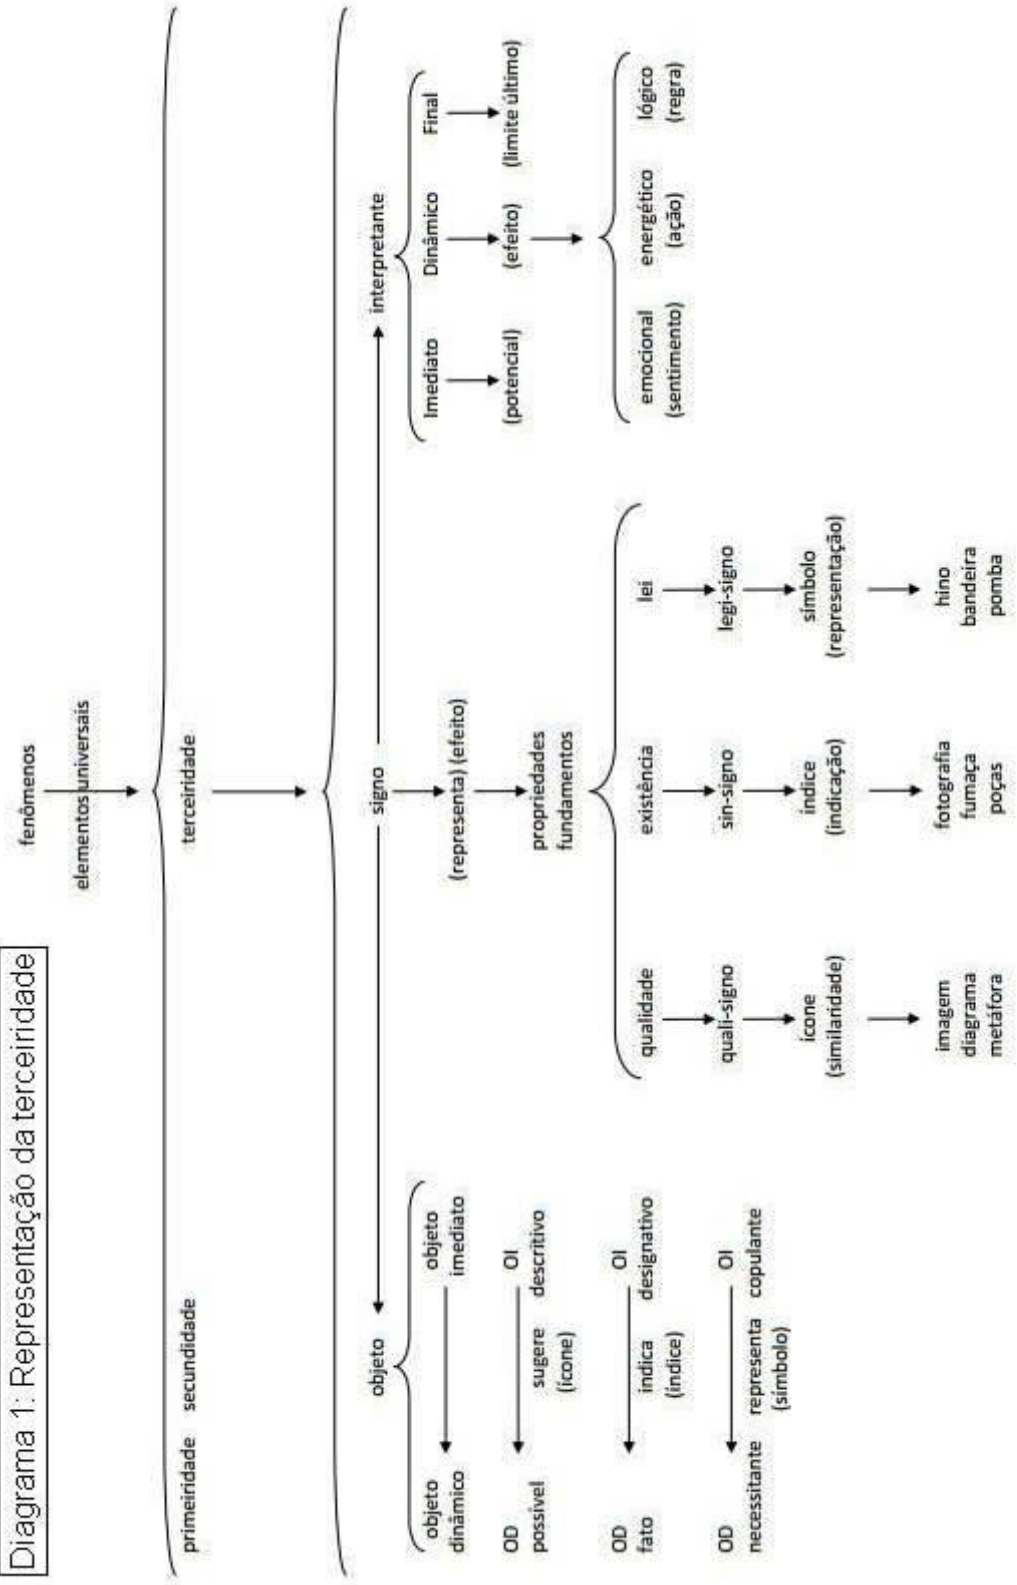 Diagrama 1: Representação da terceiridade
fenômenos
elementos universais
primeiridade secundidade terceiridade
objeto signo interpretante
objeto
dinâmico
objeto
imediato
OD
possível
sugere
(ícone)
OI
descritivo
OD
fato
indica
(índice)
OI
designativo
OD
necessitante
representa
(símbolo)
OI
copulante
(representa) (efeito)
propriedades
fundamentos
qualidade existência lei
quali-signo sin-signo legi-signo
ícone
(similaridade)
índice
(indicação)
símbolo
(representação)
imagem
diagrama
metáfora
fotografia
fumaça
poças
hino
bandeira
pomba
Imediato Dinâmico Final
(potencial) (efeito) (limite último)
emocional
(sentimento)
energético
(ação)
lógico
(regra)